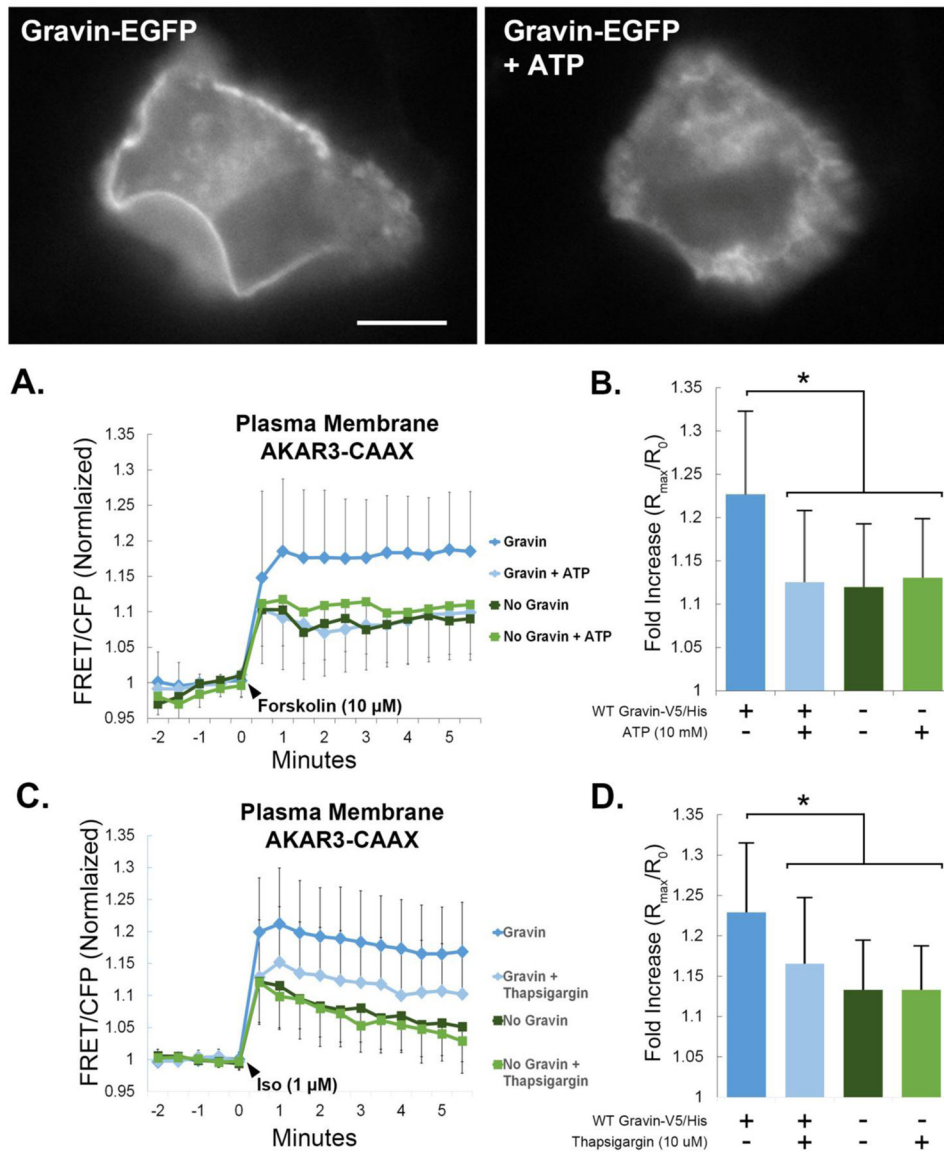 Gravin-EGFP
Gravin-EGFP
+ ATP
A.
Plasma Membrane
AKAR3-CAAX
FRET/CFP (Normlaized)
1.35
1.3
1.25
1.2
1.15
1.1
1.05
1
0.95
Gravin
Gravin + ATP
No Gravin
No Gravin + ATP
Forskolin (10 µM)
-2 -1 0 1 2 3 4 5
Minutes
B.
Fold Increase (Rmax/R0)
1.35
1.3
1.25
1.2
1.15
1.1
1.05
1
*
WT Gravin-V5/His + + - -
ATP (10 mM) - + - +
C.
Plasma Membrane
AKAR3-CAAX
FRET/CFP (Normlaized)
1.35
1.3
1.25
1.2
1.15
1.1
1.05
1
0.95
Gravin
Gravin +
Thapsigargin
No Gravin
No Gravin +
Thapsigargin
Iso (1 µM)
-2 -1 0 1 2 3 4 5
Minutes
D.
Fold Increase (Rmax/R0)
1.35
1.3
1.25
1.2
1.15
1.1
1.05
1
*
WT Gravin-V5/His + + - -
Thapsigargin (10 uM) - + - +